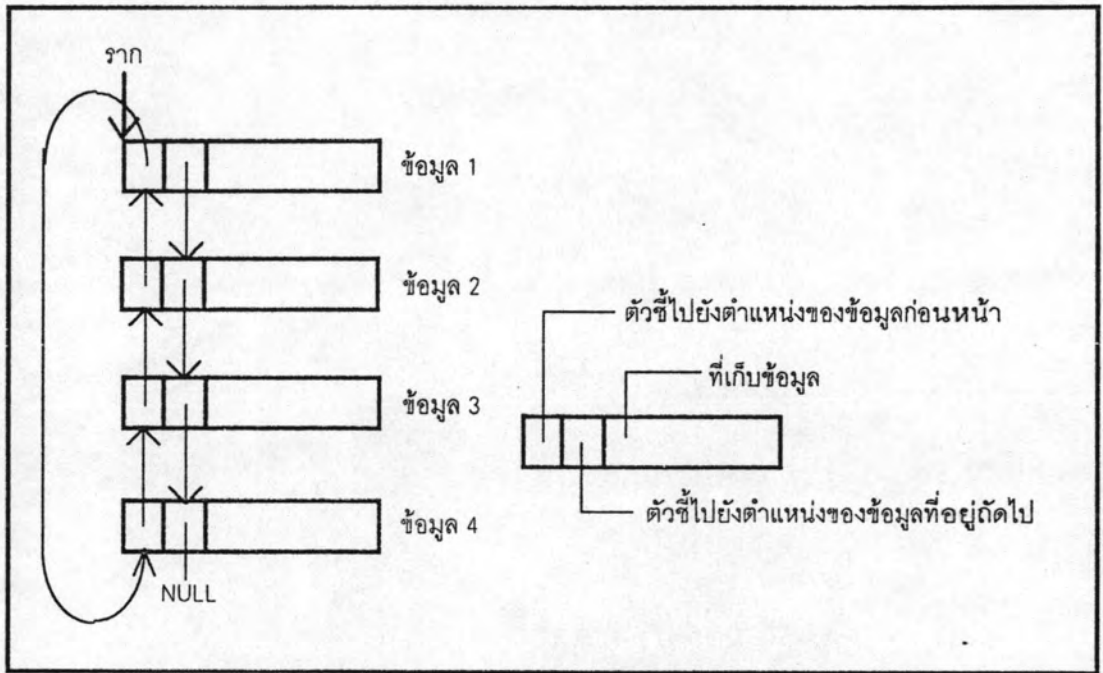 ราก
ข้อมูล 1
ข้อมูล 2
ข้อมูล 3
ข้อมูล 4
NULL
ตัวชี้ไปยังตำแหน่งของข้อมูลก่อนหน้า
ที่เก็บข้อมูล
ตัวชี้ไปยังตำแหน่งของข้อมูลที่อยู่ถัดไป